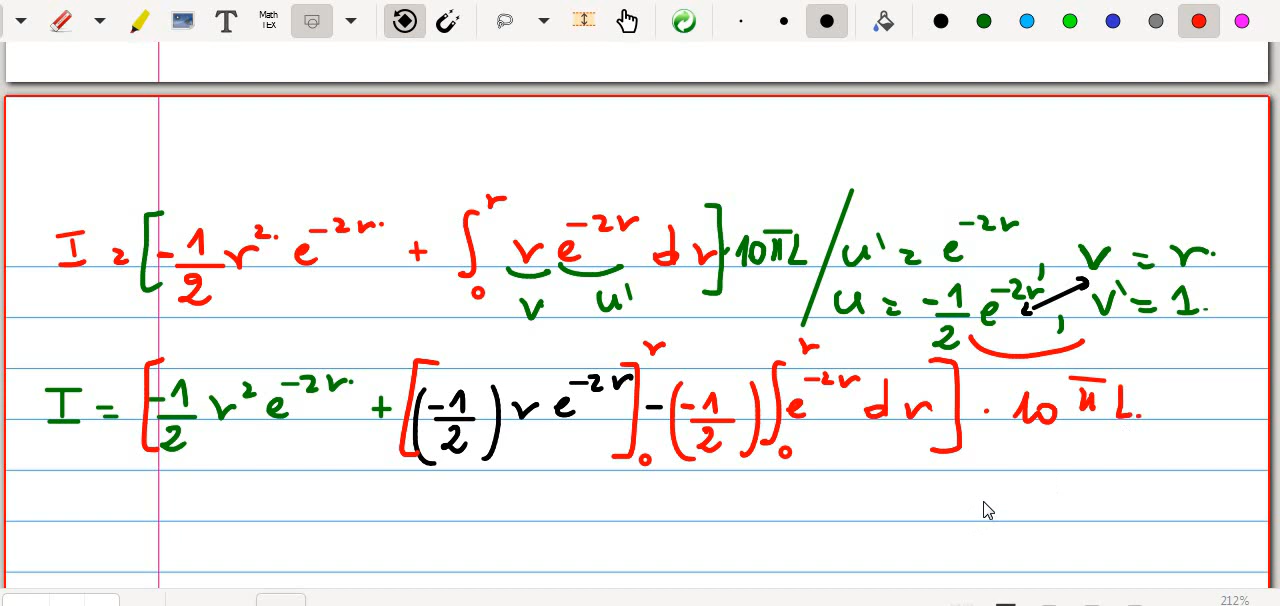 T
Math
TEX
I = [-1/2 r² e^(-2r) + ∫₀^r r e^(-2r) dr] · 10πL / u' = e^(-2r), v = r.
v u' u = -1/2 e^(-2r), v' = 1.
I = [-1/2 r² e^(-2r) + [(-1/2) r e^(-2r)]₀^r - (-1/2) ∫₀^r e^(-2r) dr] · 10πL.
212%